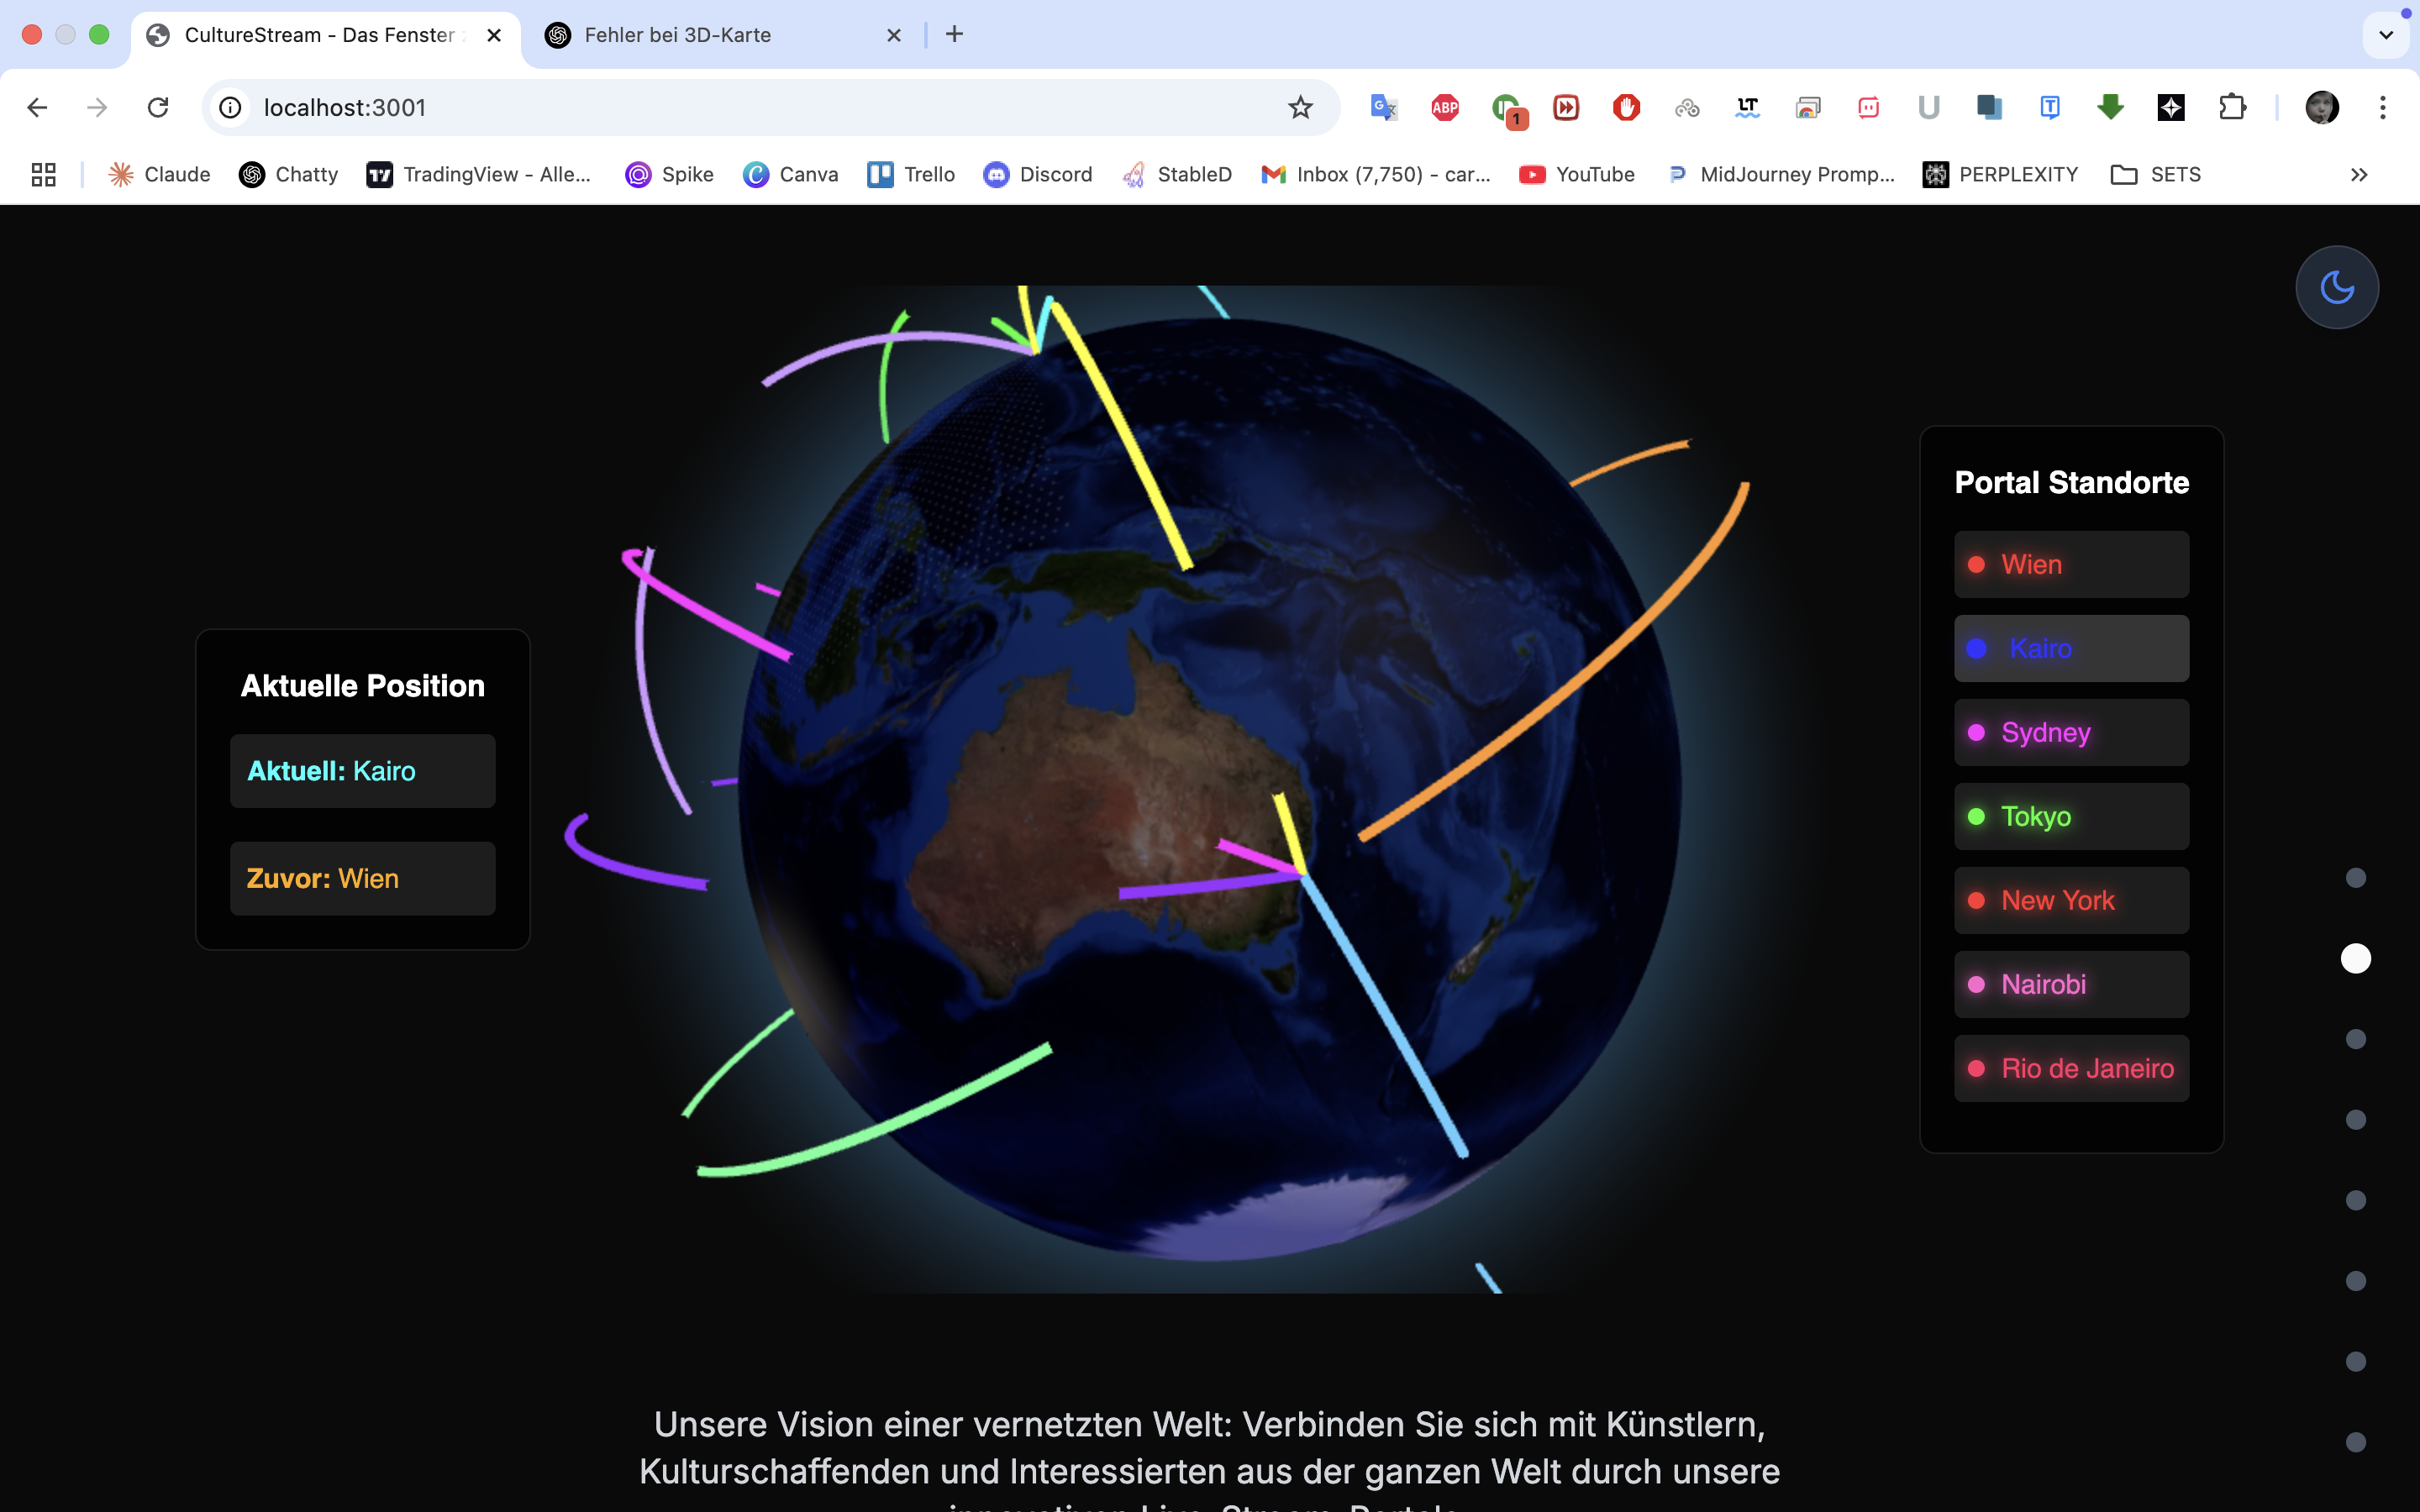 CultureStream - Das Fenster
Fehler bei 3D-Karte
localhost:3001
ABP
1
LT
Claude
Chatty
TradingView - Alle...
Spike
Canva
Trello
Discord
StableD
Inbox (7,750) - car...
YouTube
MidJourney Promp...
PERPLEXITY
SETS
Aktuelle Position
Aktuell: Kairo
Zuvor: Wien
Portal Standorte
Wien
Kairo
Sydney
Tokyo
New York
Nairobi
Rio de Janeiro
Unsere Vision einer vernetzten Welt: Verbinden Sie sich mit Künstlern,
Kulturschaffenden und Interessierten aus der ganzen Welt durch unsere